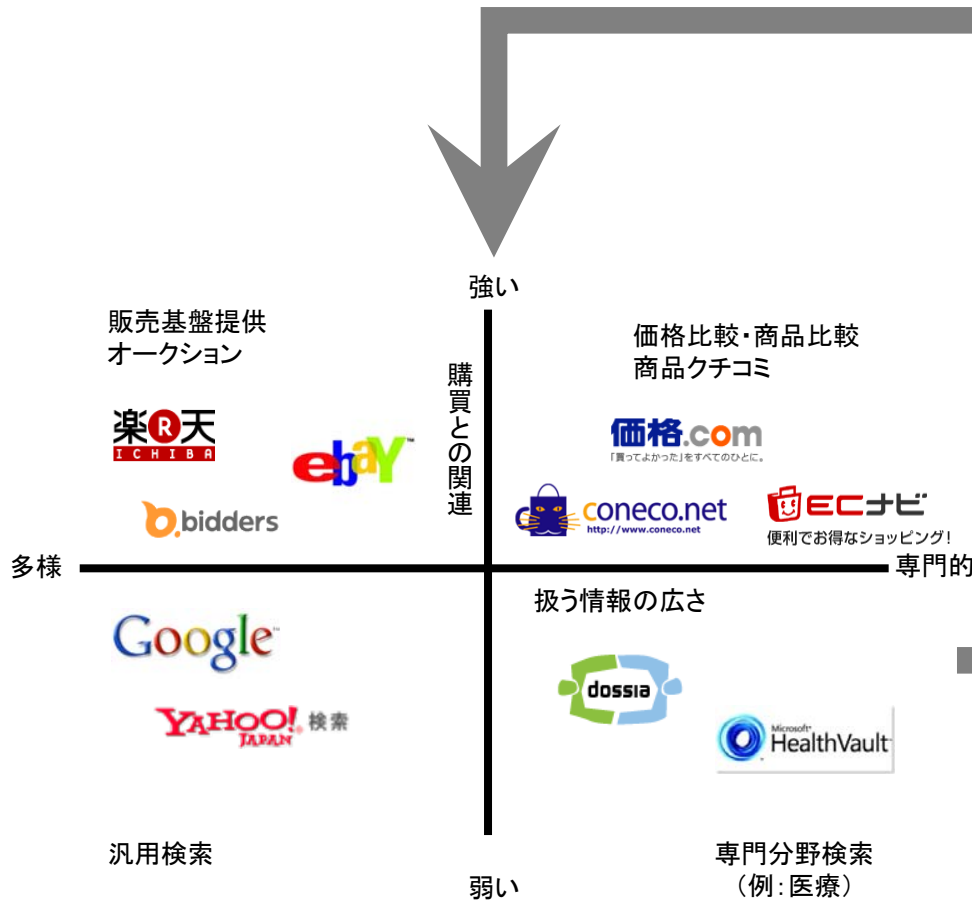 強い
販売基盤提供
オークション
価格比較・商品比較
商品クチコミ
購買との関連
楽R天
ICHIBA
ebaY™
価格.com
「買ってよかった」をすべてのひとに。
bidders
coneco.net
http://www.coneco.net
ECナビ
便利でお得なショッピング!
多様
専門的
扱う情報の広さ
Google™
dossia
YAHOO! 検索
JAPAN
Microsoft®
HealthVault
汎用検索
専門分野検索
(例:医療)
弱い